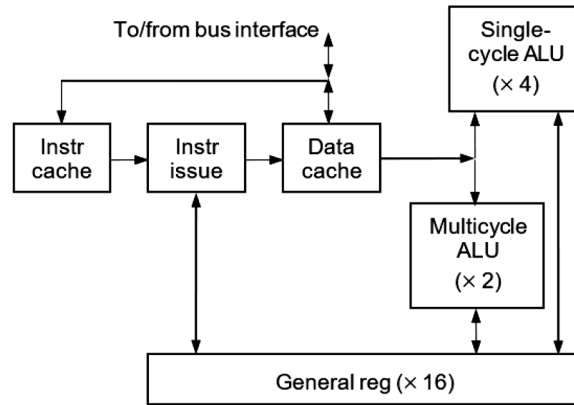 To/from bus interface
Single-
cycle ALU
(× 4)
Instr
cache
Instr
issue
Data
cache
Multicycle
ALU
(× 2)
General reg (× 16)